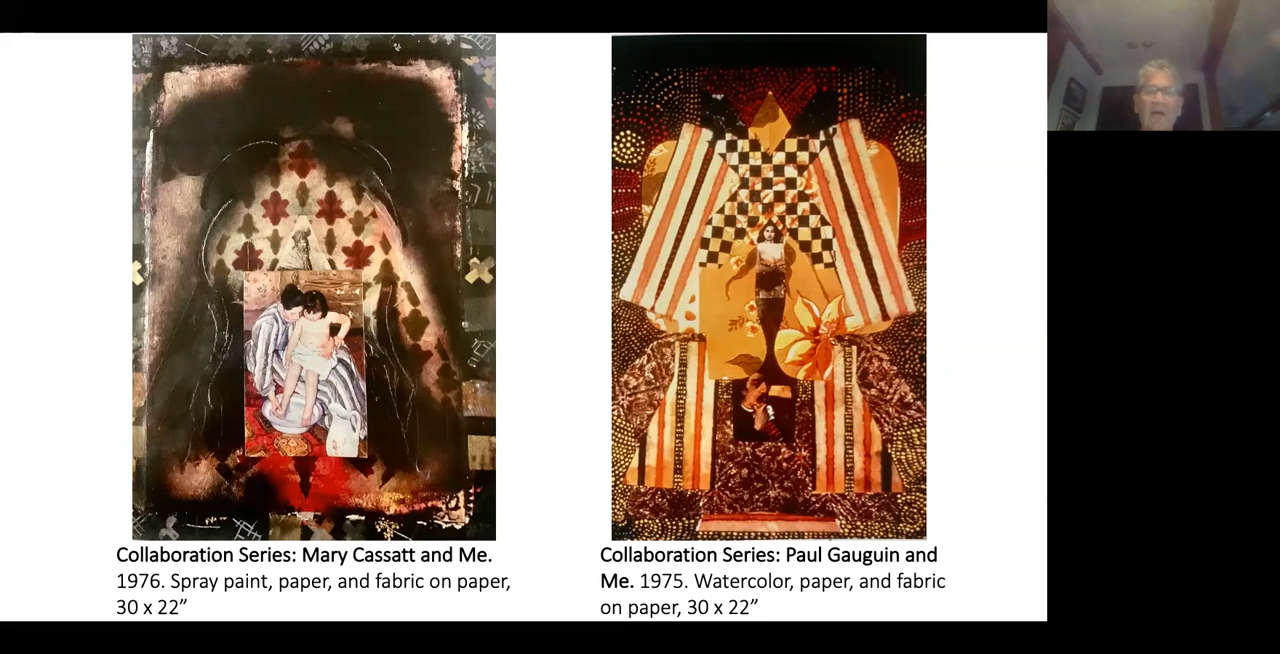 Collaboration Series: Mary Cassatt and Me.
1976. Spray paint, paper, and fabric on paper,
30 x 22”
Collaboration Series: Paul Gauguin and
Me. 1975. Watercolor, paper, and fabric
on paper, 30 x 22”